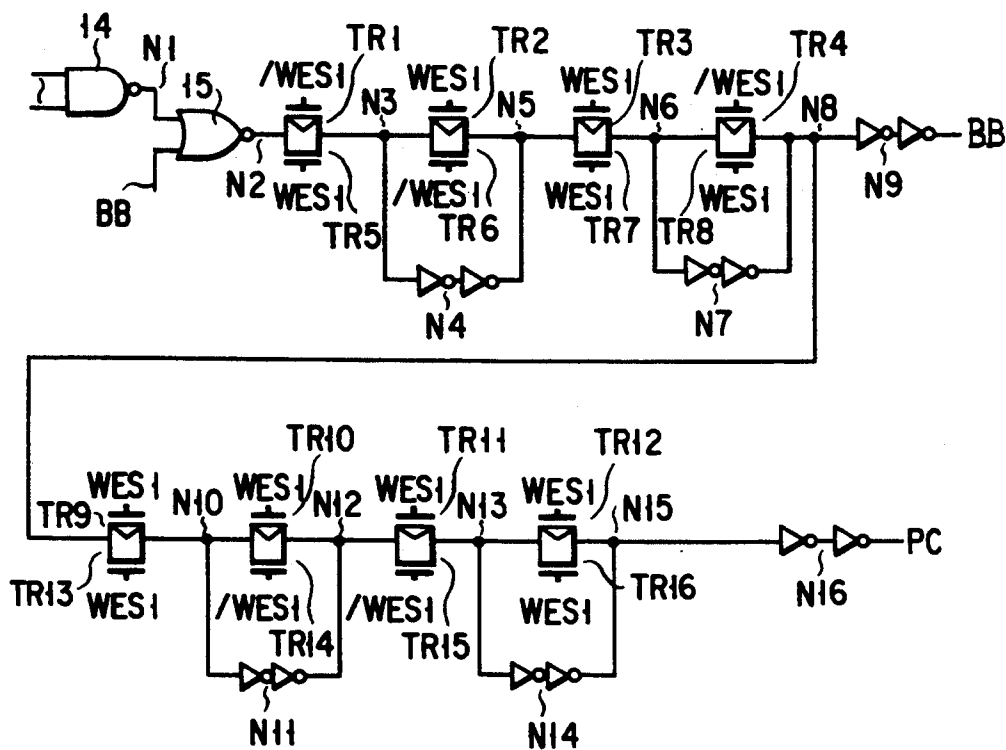 14
N1
15
BB
N2
/WES1
TR1
WES1
TR5
N3
WES1
TR2
/WES1
TR6
N4
N5
WES1
TR3
WES1
TR7
N6
/WES1
TR4
TR8
WES1
N7
N8
N9
BB
TR9
WES1
TR13
WES1
N10
WES1
TR10
/WES1
TR14
N11
N12
WES1
TR11
/WES1
TR15
N13
WES1
TR12
WES1
TR16
N14
N15
N16
PC